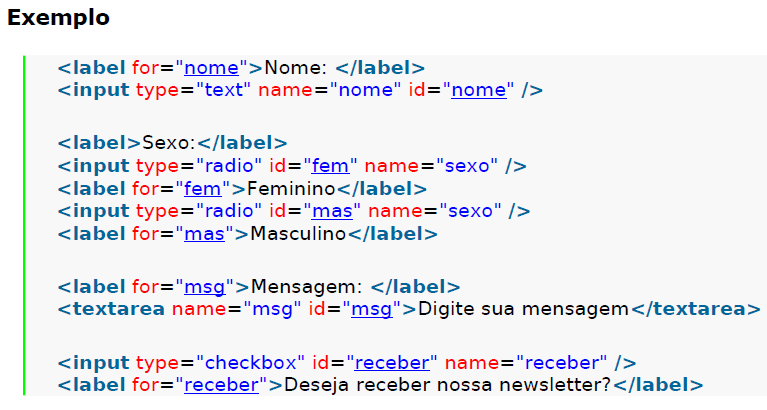 Exemplo
<label for="nome">Nome: </label>
<input type="text" name="nome" id="nome" />
<label>Sexo:</label>
<input type="radio" id="fem" name="sexo" />
<label for="fem">Feminino</label>
<input type="radio" id="mas" name="sexo" />
<label for="mas">Masculino</label>
<label for="msg">Mensagem: </label>
<textarea name="msg" id="msg">Digite sua mensagem</textarea>
<input type="checkbox" id="receber" name="receber" />
<label for="receber">Deseja receber nossa newsletter?</label>